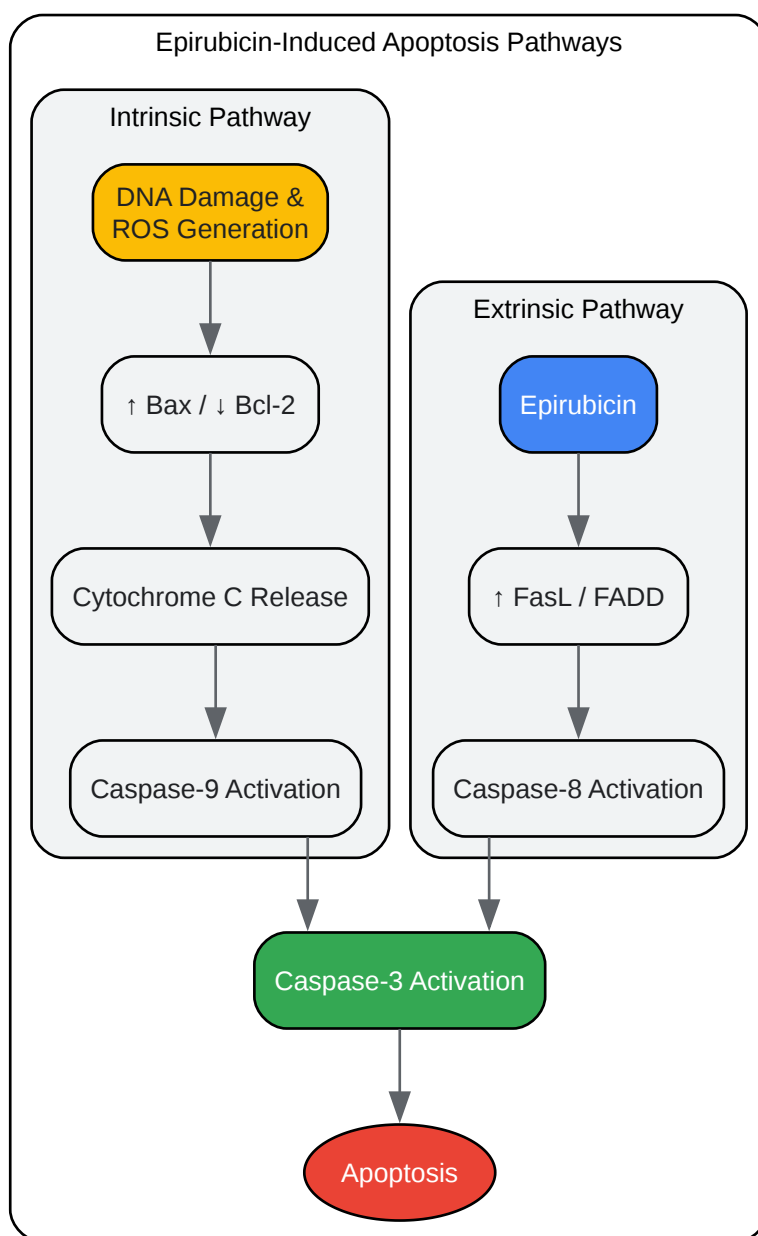 Epirubicin-Induced Apoptosis Pathways
Intrinsic Pathway
DNA Damage &
ROS Generation
↑ Bax / ↓ Bcl-2
Cytochrome C Release
Caspase-9 Activation
Extrinsic Pathway
Epirubicin
↑ FasL / FADD
Caspase-8 Activation
Caspase-3 Activation
Apoptosis